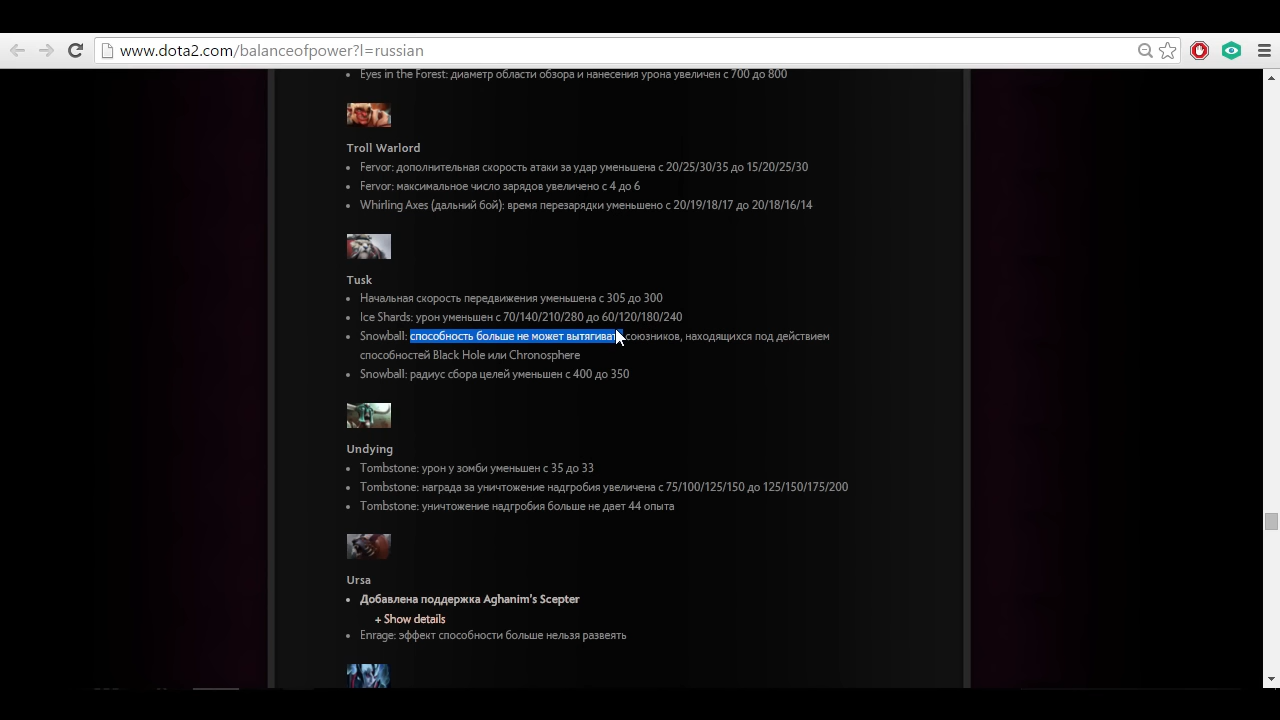 www.dota2.com/balanceofpower?l=russian
Eyes in the Forest: диаметр области обзора и нанесения урона увеличен с 700 до 800
Troll Warlord
Fervor: дополнительная скорость атаки за удар уменьшена с 20/25/30/35 до 15/20/25/30
Fervor: максимальное число зарядов увеличено с 4 до 6
Whirling Axes (дальний бой): время перезарядки уменьшено с 20/19/18/17 до 20/18/16/14
Tusk
Начальная скорость передвижения уменьшена с 305 до 300
Ice Shards: урон уменьшен с 70/140/210/280 до 60/120/180/240
Snowball: способность больше не может вытягивать союзников, находящихся под действием
способностей Black Hole или Chronosphere
Snowball: радиус сбора целей уменьшен с 400 до 350
Undying
Tombstone: урон у зомби уменьшен с 35 до 33
Tombstone: награда за уничтожение надгробия увеличена с 75/100/125/150 до 125/150/175/200
Tombstone: уничтожение надгробия больше не дает 44 опыта
Ursa
Добавлена поддержка Aghanim's Scepter
+ Show details
Enrage: эффект способности больше нельзя развеять